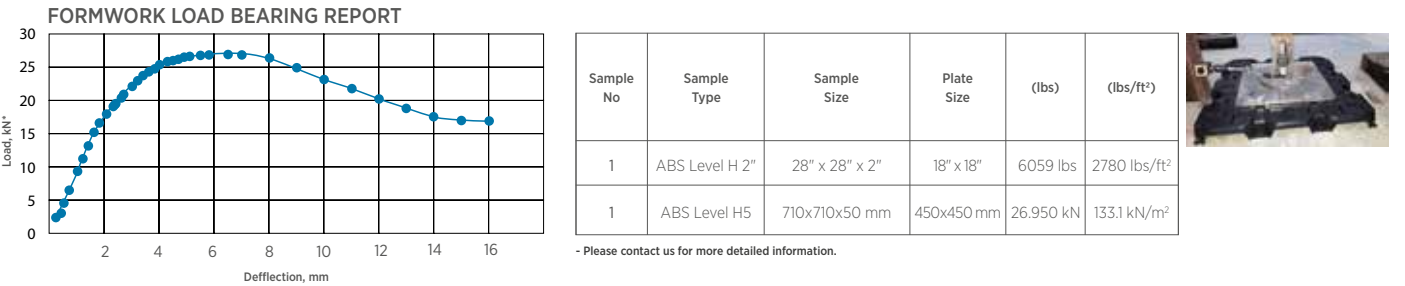 FORMWORK LOAD BEARING REPORT
30
25
20
15
10
5
0
Load, kN*
2 4 6 8 10 12 14 16
Defflection, mm
Sample No Sample Type Sample Size Plate Size (lbs) (lbs/ft²)
1 ABS Level H 2" 28" x 28" x 2" 18" x 18" 6059 lbs 2780 lbs/ft²
1 ABS Level H5 710x710x50 mm 450x450 mm 26.950 kN 133.1 kN/m²
- Please contact us for more detailed information.